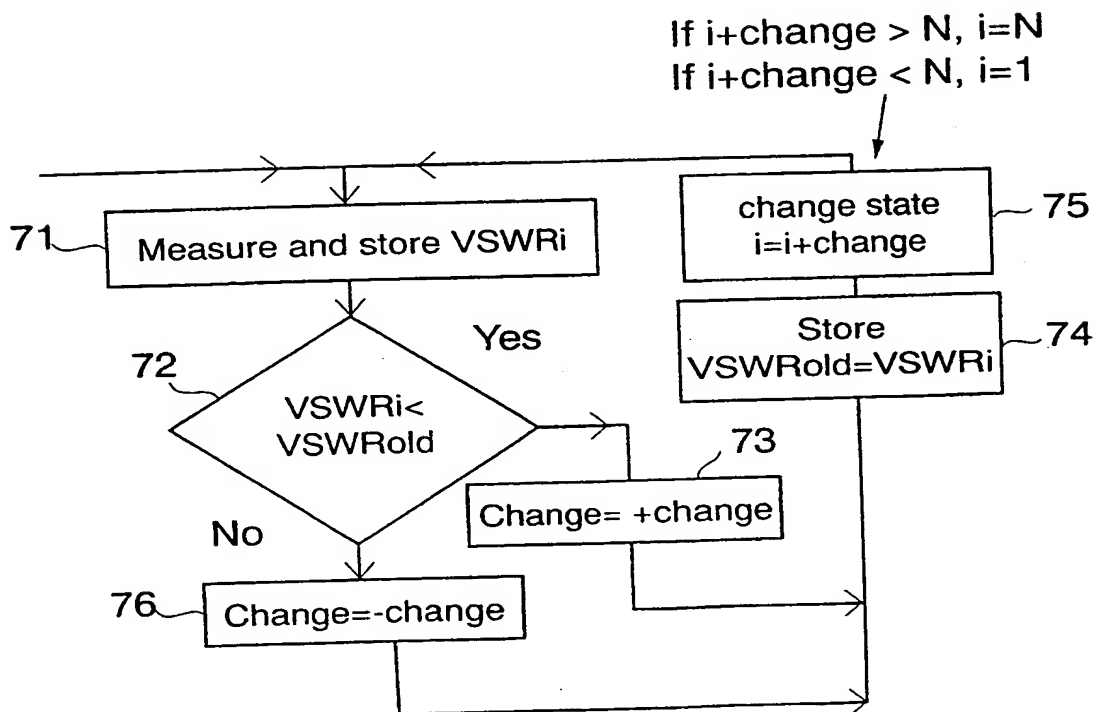 If i+change > N, i=N
If i+change < N, i=1
change state
i=i+change
75
71
Measure and store VSWRi
Store
VSWRold=VSWRi
74
Yes
72
VSWRi<
VSWRold
73
Change= +change
No
76
Change=-change